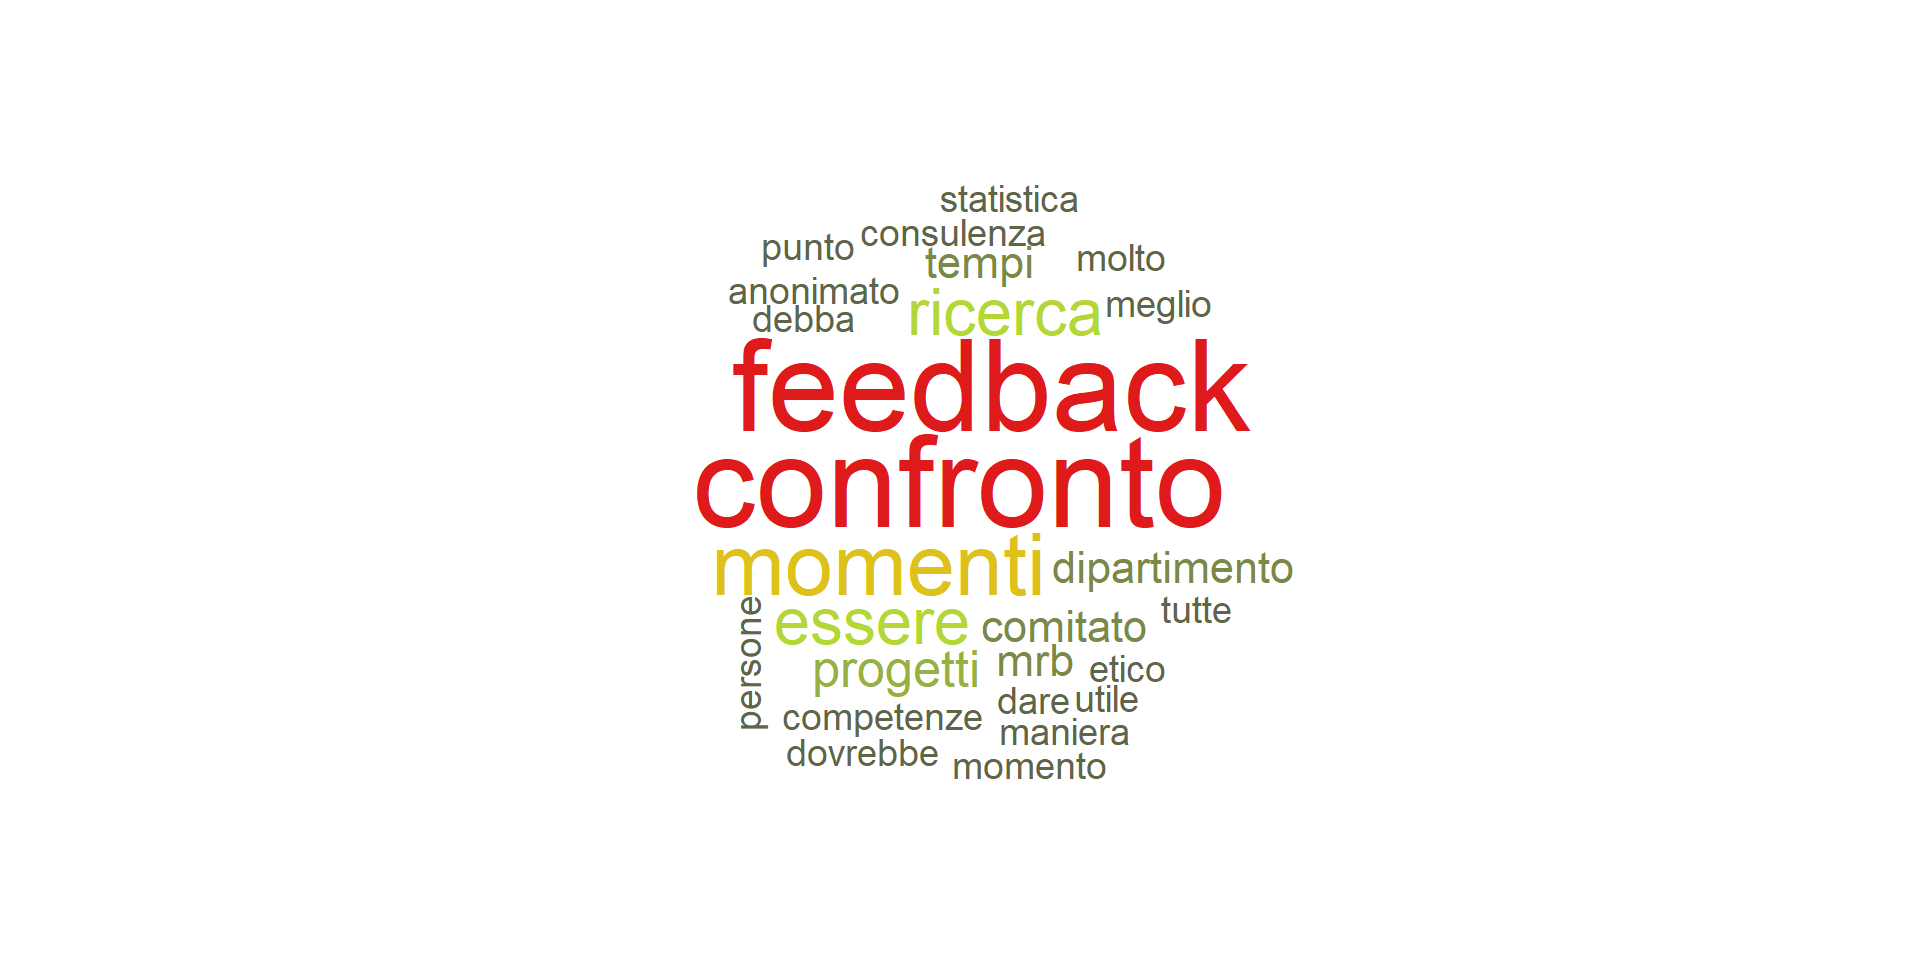 statistica
consulenza
punto
tempi
molto
anonimato
ricerca
meglio
debba
feedback
confronto
momenti
dipartimento
persone
essere
comitato
tutte
progetti
mrb
etico
dare
utile
competenze
maniera
dovrebbe
momento